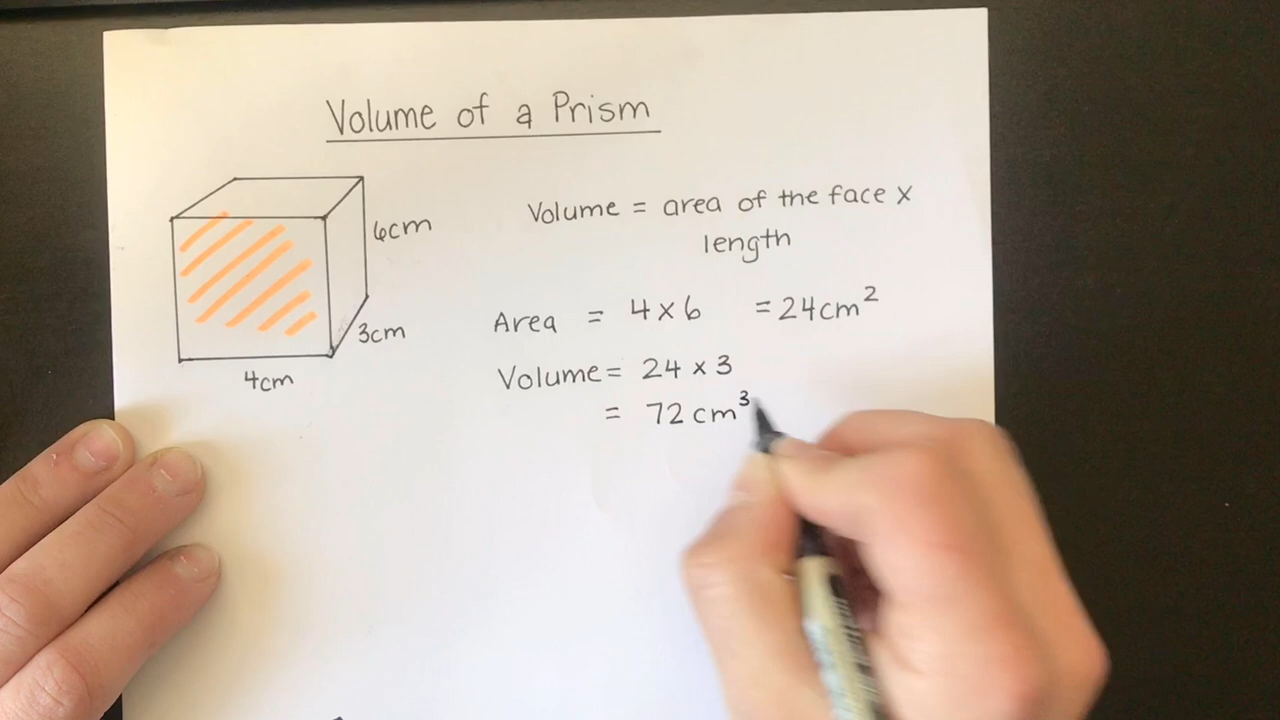 Volume of a Prism
6cm
3cm
4cm
Volume = area of the face x
length
Area = 4 x 6 = 24cm²
Volume = 24 x 3
= 72 cm³